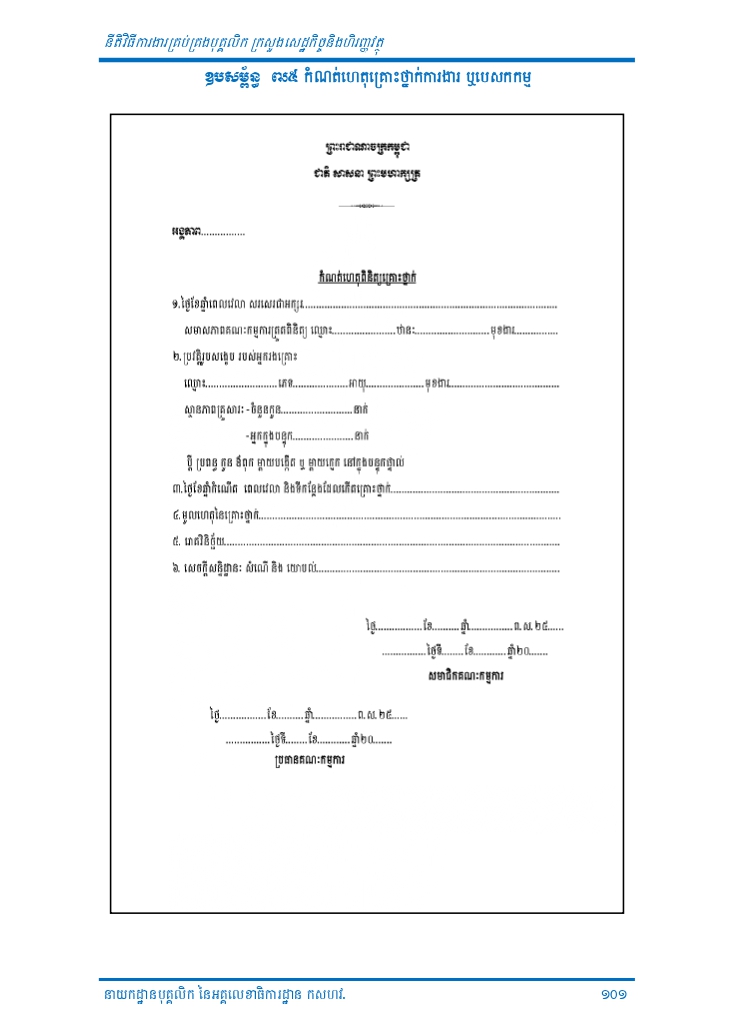 នីតិវិធីការងារគ្រប់គ្រងបុគ្គលិក ក្រសួងសេដ្ឋកិច្ចនិងហិរញ្ញវត្ថុ
ឧបសម្ព័ន្ធ ៣៥ កំណត់ហេតុគ្រោះថ្នាក់ការងារ ឬបេសកកម្ម
ព្រះរាជាណាចក្រកម្ពុជា
ជាតិ សាសនា ព្រះមហាក្សត្រ
អង្គភាព................
កំណត់ហេតុពិនិត្យគ្រោះថ្នាក់
១.ថ្ងៃខែឆ្នាំពេលវេលា សរសេរជាអក្សរ................................................
សមាសភាពគណៈកម្មការត្រួតពិនិត្យ ឈ្មោះ.......................ឋានៈ...........................មុខងារ................
២.ប្រវត្តិរូបសង្ខេប របស់អ្នករងគ្រោះ
ឈ្មោះ..........................ភេទ....................អាយុ.....................មុខងារ........................................
ស្ថានភាពគ្រួសារៈ -ចំនួនកូន..........................នាក់
-អ្នកក្នុងបន្ទុក......................នាក់
ប្តី ប្រពន្ធ កូន ឪពុក ម្តាយបង្កើត ឬ ម្តាយក្មេក នៅក្នុងបន្ទុកផ្ទាល់
៣.ថ្ងៃខែឆ្នាំកំណើត ពេលវេលា និងទីកន្លែងដែលកើតគ្រោះថ្នាក់................................................
៤.មូលហេតុនៃគ្រោះថ្នាក់................................................
៥. រោគវិនិច្ឆ័យ................................................
៦. សេចក្តីសន្និដ្ឋានៈ សំណើ និង យោបល់................................................
ថ្ងៃ.................ខែ..........ឆ្នាំ................ព.ស.២៥......
................ថ្ងៃទី........ខែ............ឆ្នាំ២០.......
សមាជិកគណៈកម្មការ
ថ្ងៃ.................ខែ..........ឆ្នាំ................ព.ស.២៥......
................ថ្ងៃទី........ខែ............ឆ្នាំ២០.......
ប្រធានគណៈកម្មការ
នាយកដ្ឋានបុគ្គលិក នៃអគ្គលេខាធិការដ្ឋាន កសហវ. ១០១